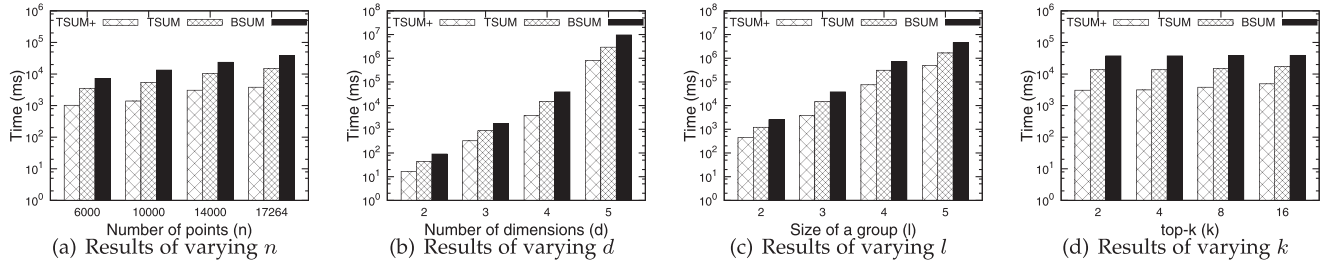 TSUM+ TSUM BSUM
10^6
10^5
10^4
10^3
10^2
10^1
10^0
Time (ms)
6000 10000 14000 17264
Number of points (n)
(a) Results of varying n
TSUM+ TSUM BSUM
10^8
10^7
10^6
10^5
10^4
10^3
10^2
10^1
10^0
Time (ms)
2 3 4 5
Number of dimensions (d)
(b) Results of varying d
TSUM+ TSUM BSUM
10^8
10^7
10^6
10^5
10^4
10^3
10^2
10^1
10^0
Time (ms)
2 3 4 5
Size of a group (l)
(c) Results of varying l
TSUM+ TSUM BSUM
10^6
10^5
10^4
10^3
10^2
10^1
10^0
Time (ms)
2 4 8 16
top-k (k)
(d) Results of varying k